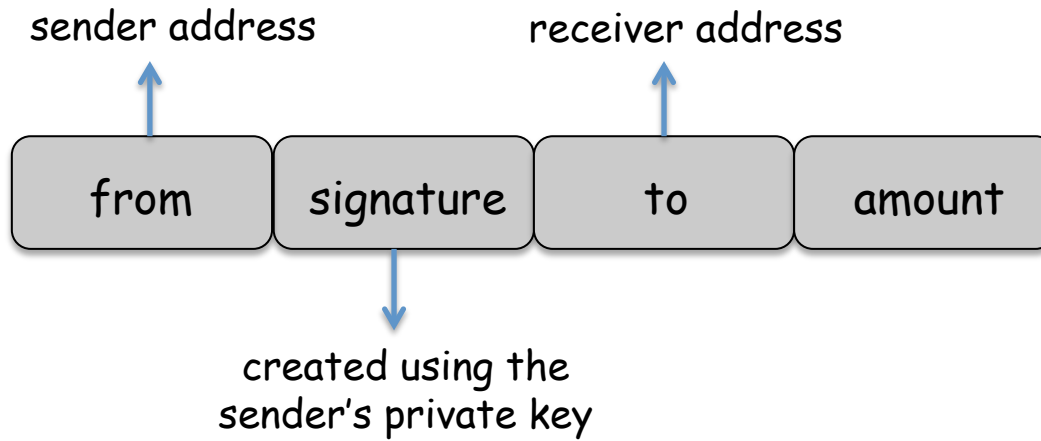 sender address
receiver address
from
signature
to
amount
created using the
sender's private key